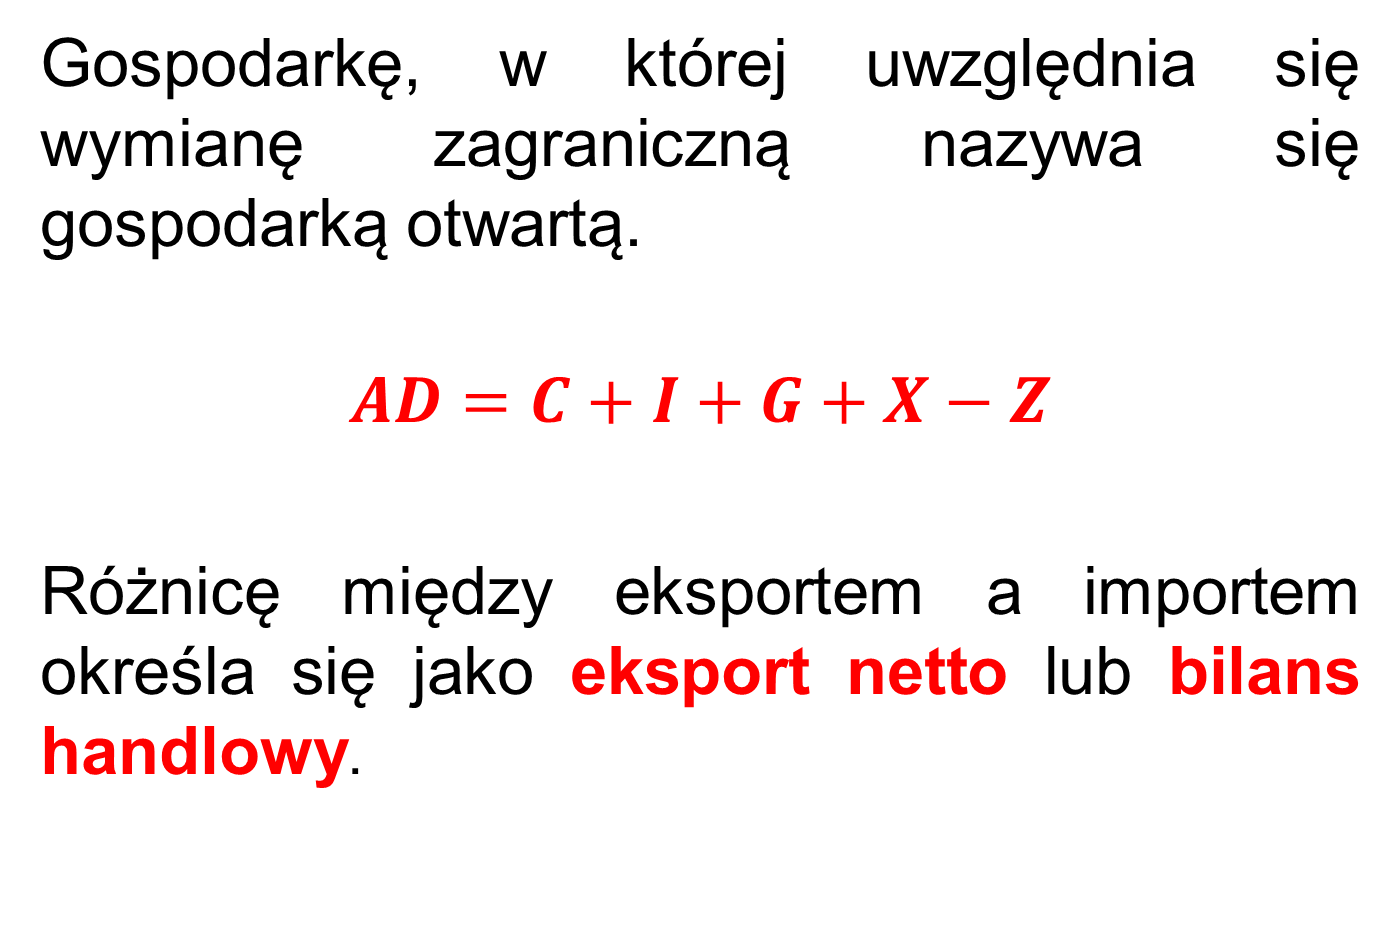 Gospodarkę, w której uwzględnia się
wymianę zagraniczną nazywa się
gospodarką otwartą.
AD = C + I + G + X − Z
Różnicę między eksportem a importem
określa się jako eksport netto lub bilans
handlowy.